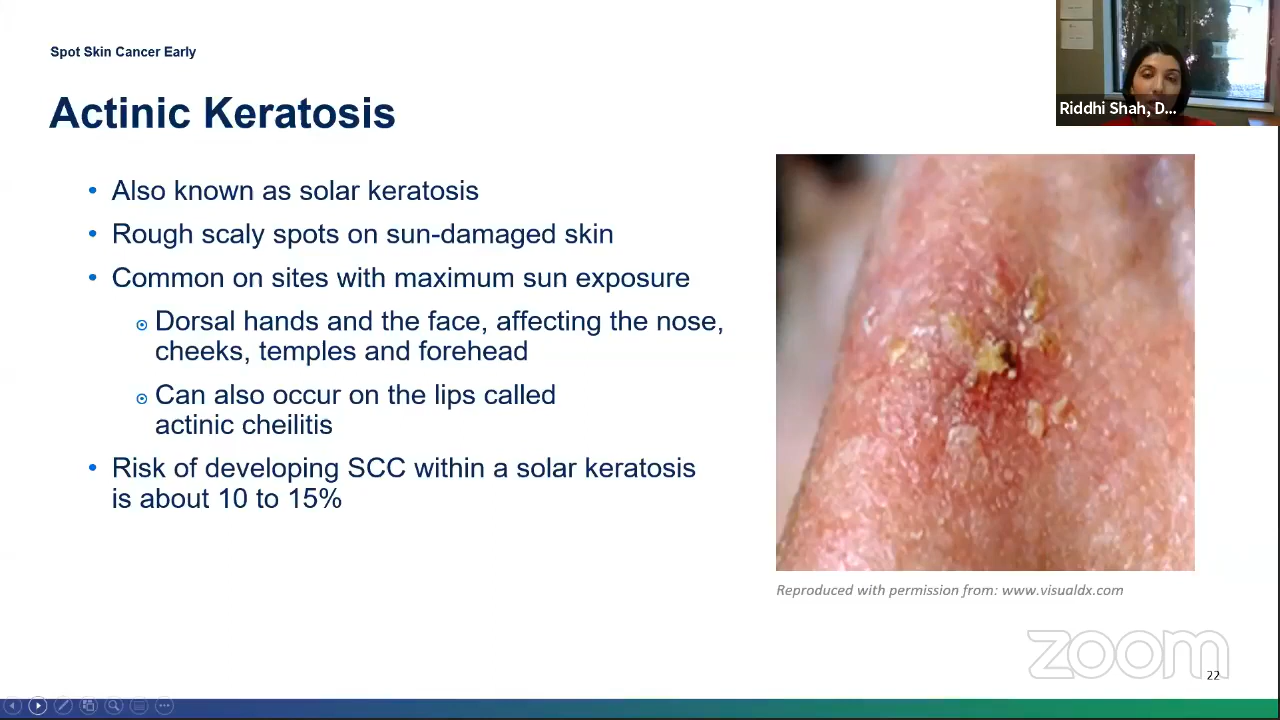 Spot Skin Cancer Early
Riddhi Shah, D...
Actinic Keratosis
• Also known as solar keratosis
• Rough scaly spots on sun-damaged skin
• Common on sites with maximum sun exposure
Dorsal hands and the face, affecting the nose,
cheeks, temples and forehead
Can also occur on the lips called
actinic cheilitis
• Risk of developing SCC within a solar keratosis
is about 10 to 15%
Reproduced with permission from: www.visualdx.com
zoom
22